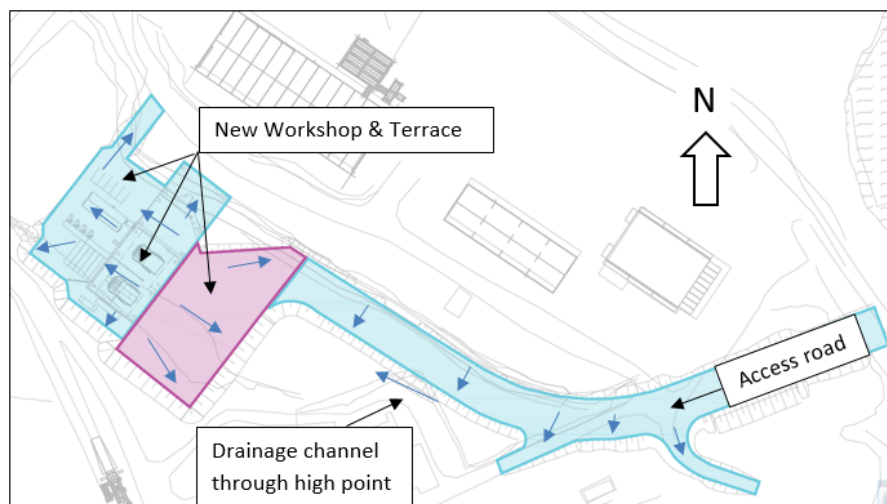 N
New Workshop & Terrace
Access road
Drainage channel
through high point